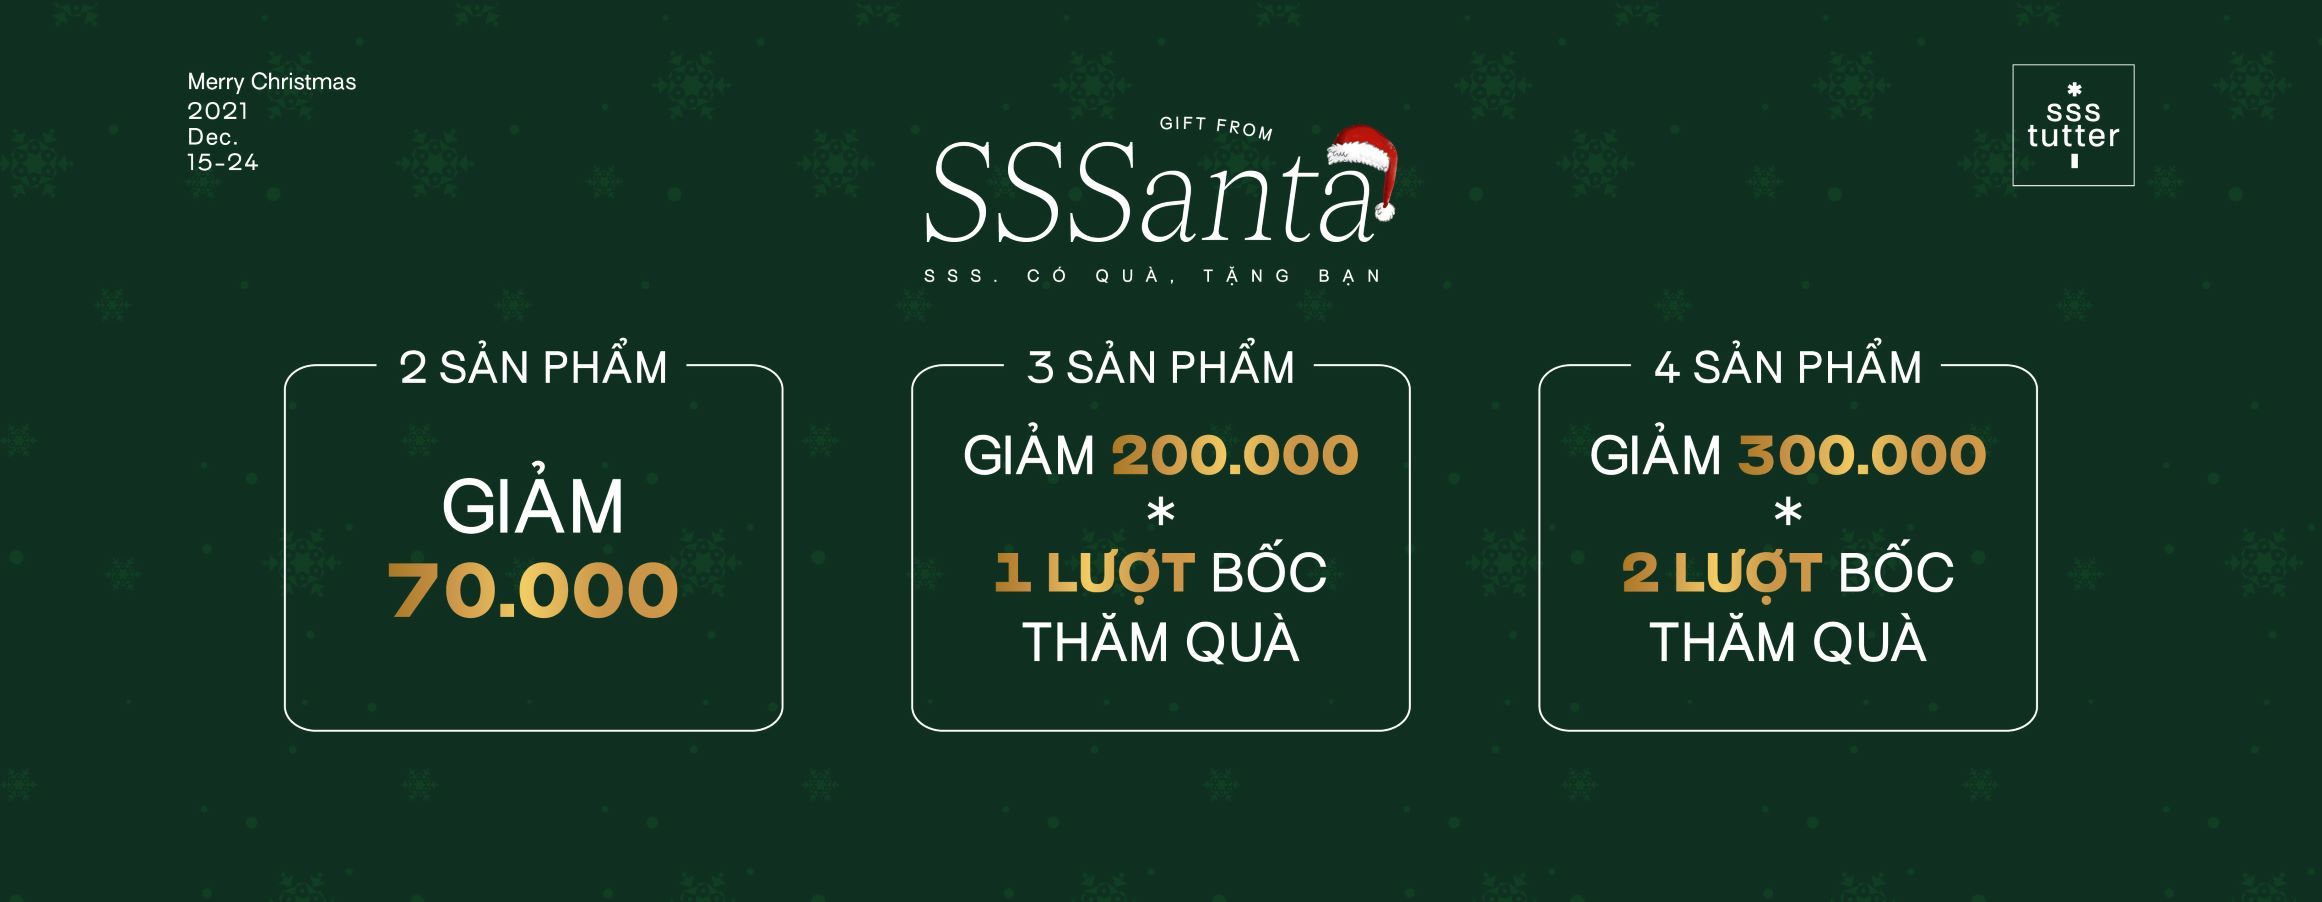 Merry Christmas
2021
Dec.
15-24
GIFT FROM
SSSanta
SSS. CÓ QUÀ, TẶNG BẠN
*
sss
tutter
2 SẢN PHẨM
GIẢM
70.000
3 SẢN PHẨM
GIẢM 200.000
*
1 LƯỢT BỐC
THĂM QUÀ
4 SẢN PHẨM
GIẢM 300.000
*
2 LƯỢT BỐC
THĂM QUÀ